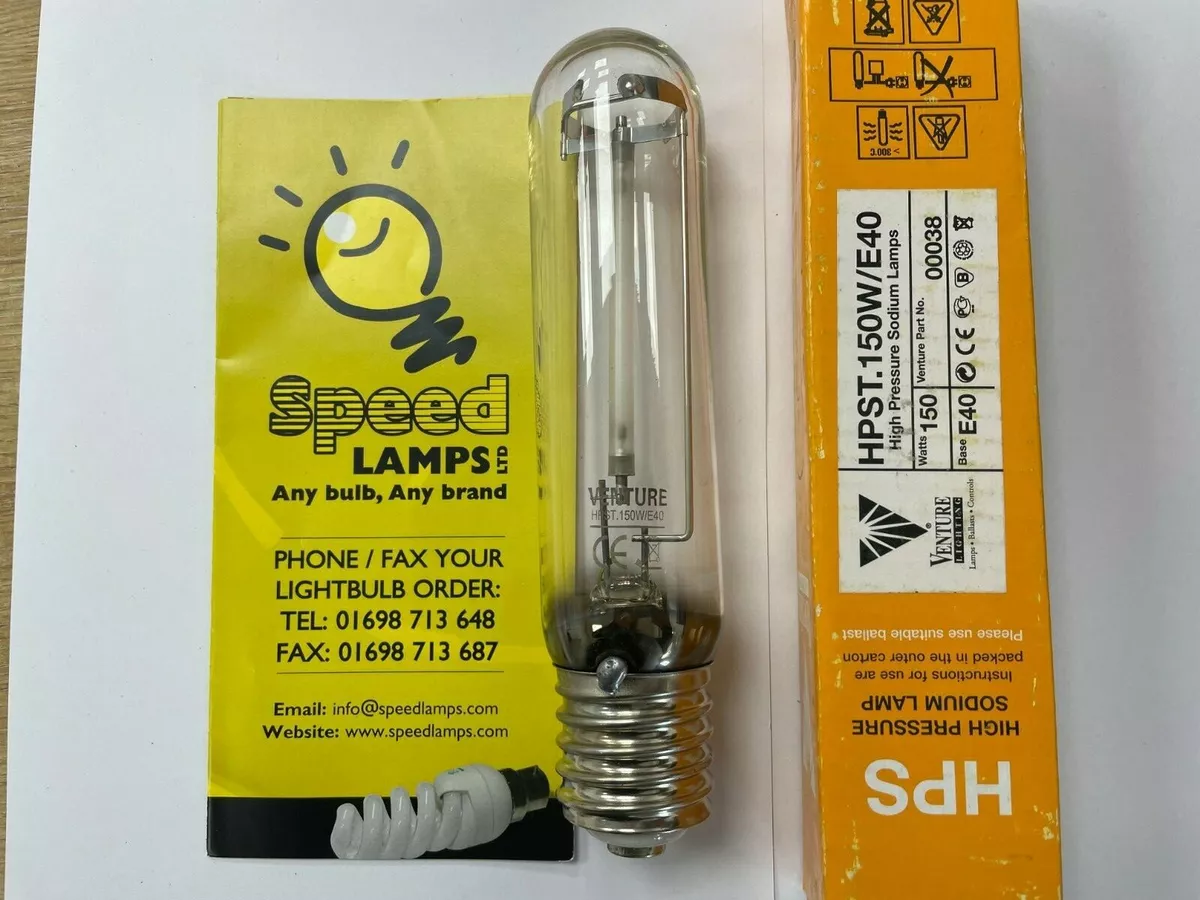 Speed
LAMPS LTD
Any bulb, Any brand
PHONE / FAX YOUR
LIGHTBULB ORDER:
TEL: 01698 713 648
FAX: 01698 713 687
Email: info@speedlamps.com
Website: www.speedlamps.com
VENTURE
HPST.150W/E40
CE
> 300°C
HPST.150W/E40
High Pressure Sodium Lamps
Watts 150
Venture Part No. 00038
Base E40
CE
B
VENTURE
LIGHTING
Lamps • Ballasts • Controls
HPS
HIGH PRESSURE
SODIUM LAMP
Instructions for use are
packed in the outer carton
Please use suitable ballast